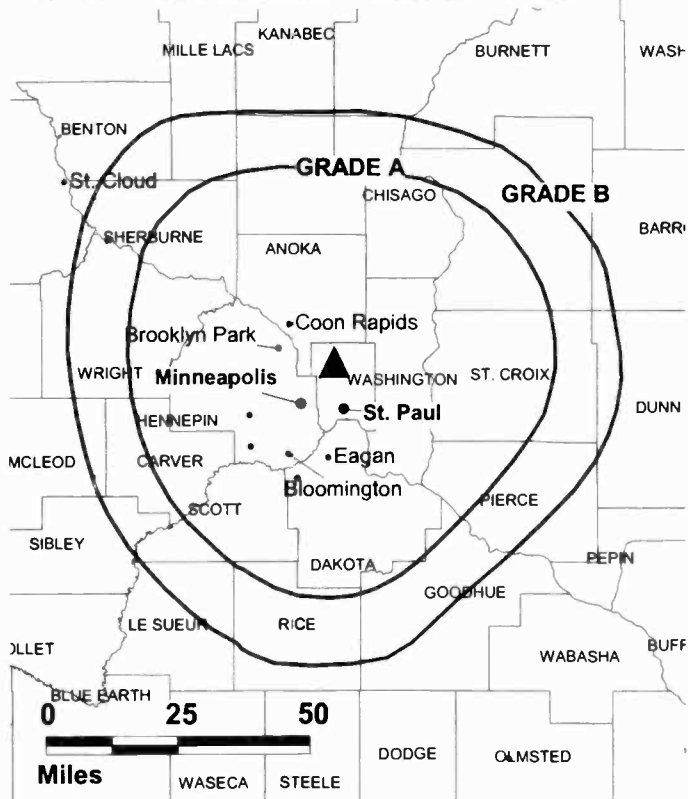 KANABEC
MILLE LACS
BURNETT
WASH
BENTON
GRADE A
St. Cloud
CHISAGO
GRADE B
SHERBURNE
BARR
ANOKA
Coon Rapids
Brooklyn Park
WRIGHT
Minneapolis
WASHINGTON
ST. CROIX
St. Paul
DUNN
HENNEPIN
MCLEOD
CARVER
Eagan
Bloomington
SCOTT
PIERCE
SIBLEY
DAKOTA
PEPIN
GOODHUE
LE SUEUR
RICE
OLLET
WABASHA
BUFF
BLUE EARTH
0 25 50
Miles
DODGE
OLMSTED
WASECA
STEELE